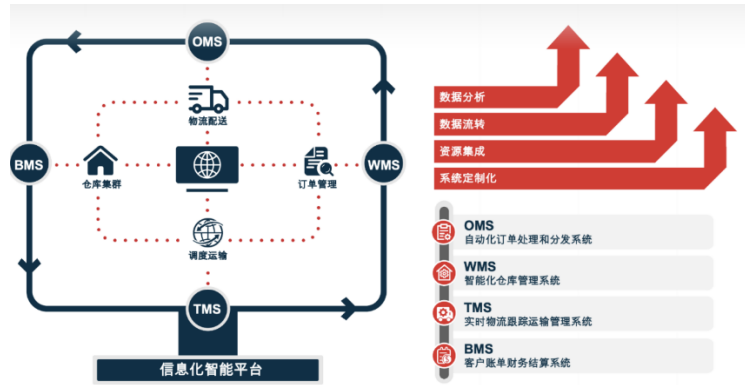 OMS
物流配送
BMS
仓库集群
订单管理
WMS
调度运输
TMS
信息化智能平台
数据分析
数据流转
资源集成
系统定制化
OMS
自动化订单处理和分发系统
WMS
智能化仓库管理系统
TMS
实时物流跟踪运输管理系统
BMS
客户账单财务结算系统